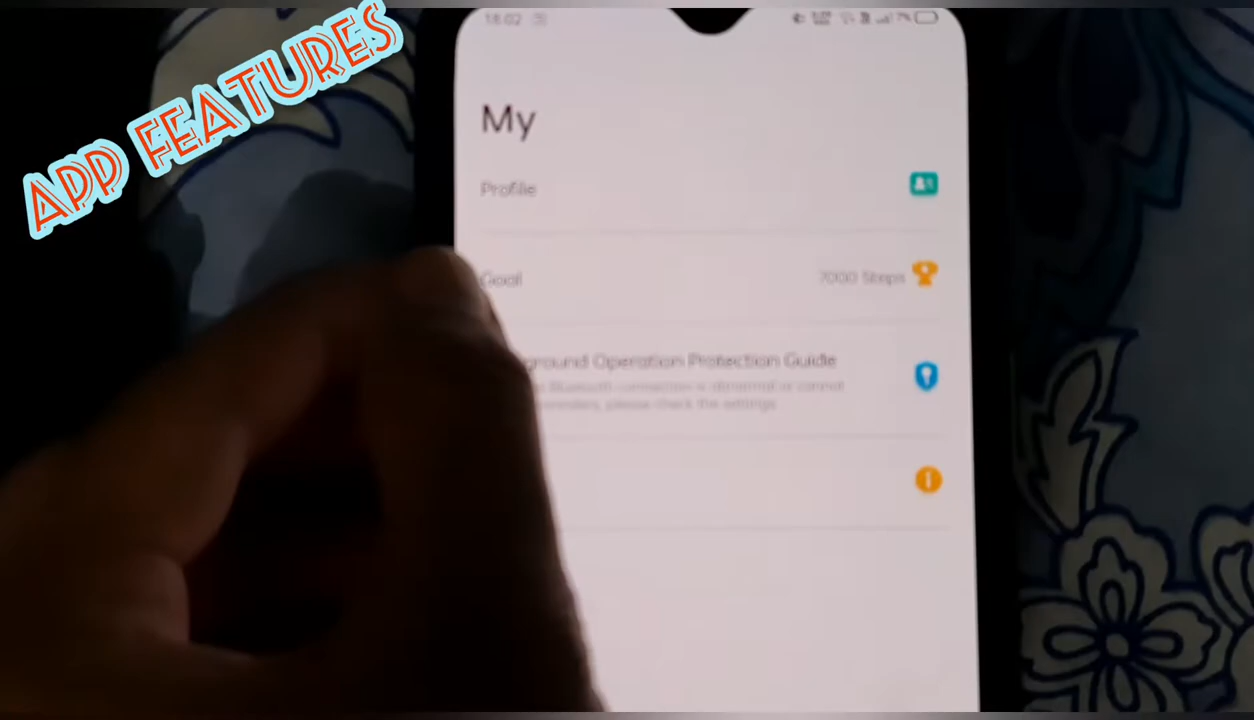 APP FEATURES
18:02
My
Profile
Goal
7000 Steps
ground Operation Protection Guide
Bluetooth connection is abnormal or cannot
reminders, please check the settings